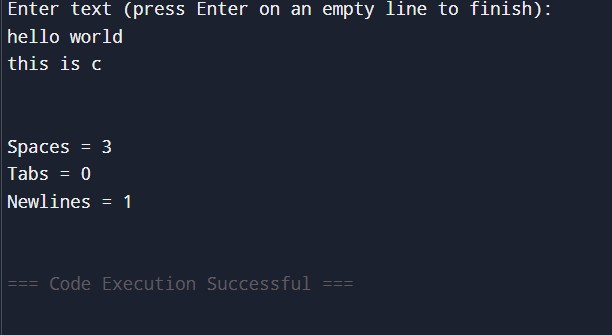 Enter text (press Enter on an empty line to finish):
hello world
this is c
Spaces = 3
Tabs = 0
Newlines = 1
=== Code Execution Successful ===